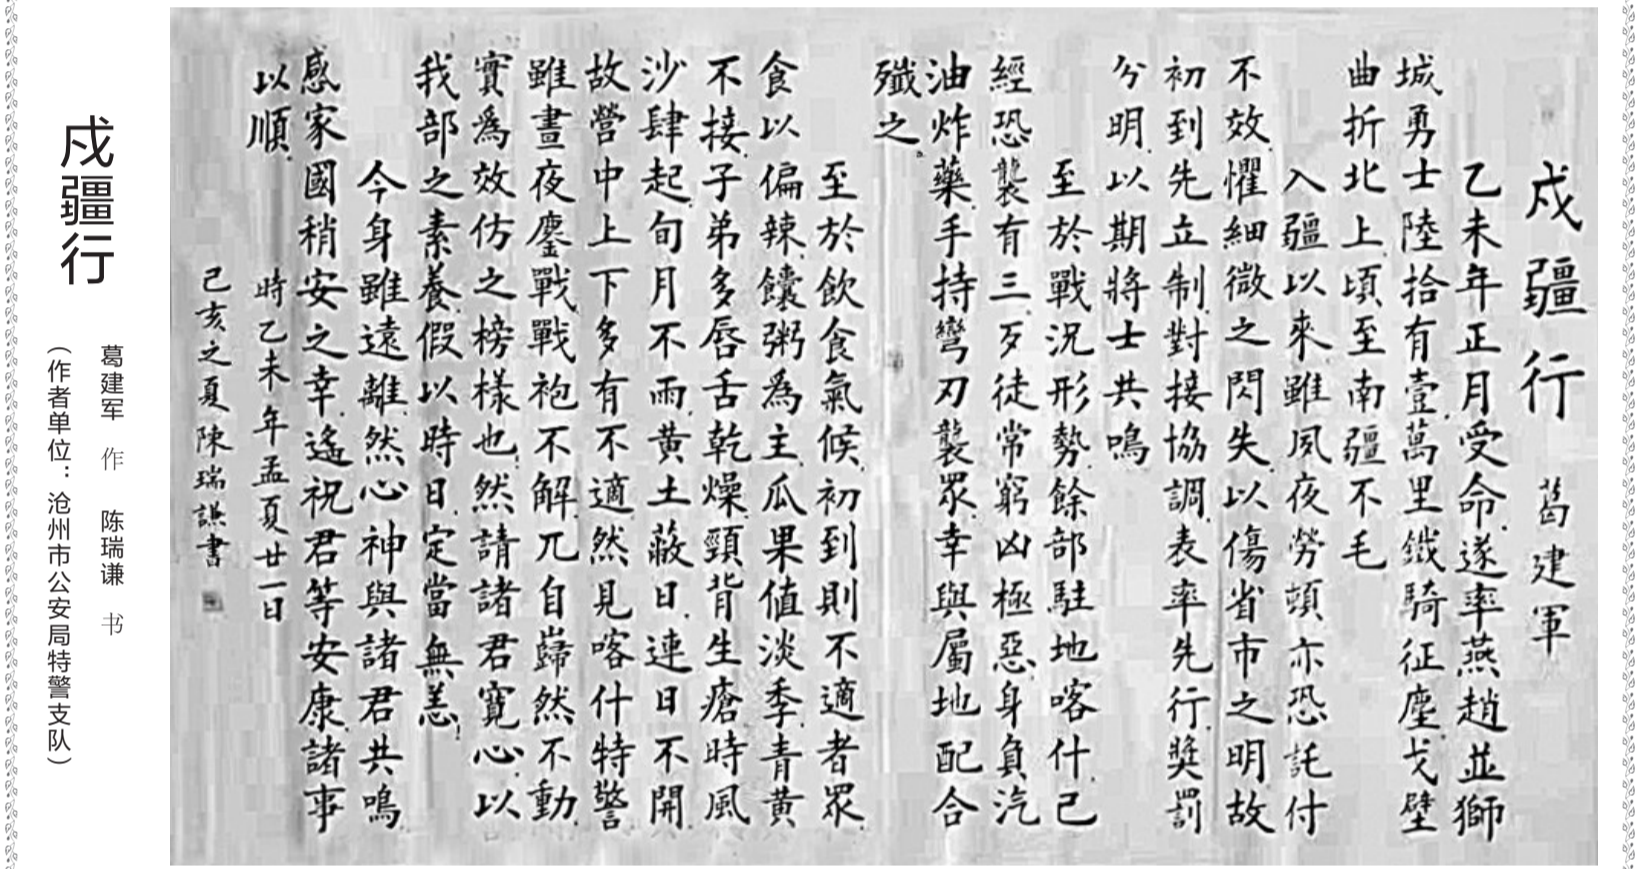 戍疆行　葛建軍
乙未年正月受命.遂率燕趙並獅
城勇士陸拾有壹.萬里鐵騎征塵.戈壁
曲折北上.頃至南疆不毛
入疆以來.雖夙夜勞頓.亦恐託付
不效.懼細微之閃失.以傷省市之明.故
初到先立制.對接協調.表率先行.獎罰
分明.以期將士共鳴
至於戰況形勢.餘部駐地喀什.已
經恐襲有三.歹徒常窮凶極惡.身負汽
油炸藥.手持彎刃襲眾.幸與屬地配合
殲之。
至於飲食氣候.初到則不適者眾.
食以偏辣.饢粥為主.瓜果值淡季.青黃
不接.子弟多唇舌乾燥.頸背生瘡.時風
沙肆起.旬月不雨.黃土蔽日.連日不開
故營中上下多有不適.然見喀什特警
雖晝夜鏖戰.戰袍不解.兀自巋然不動.
實為效仿之榜樣也.然請諸君寬心.以
我部之素養.假以時日.定當無恙.
今身雖遠離.然心神與諸君共鳴.
感家國稍安之幸.遙祝君等安康.諸事
以順.
時乙未年孟夏廿一日
己亥之夏陳瑞謙書
戍疆行
葛建军 作 陈瑞谦 书
（作者单位：沧州市公安局特警支队）